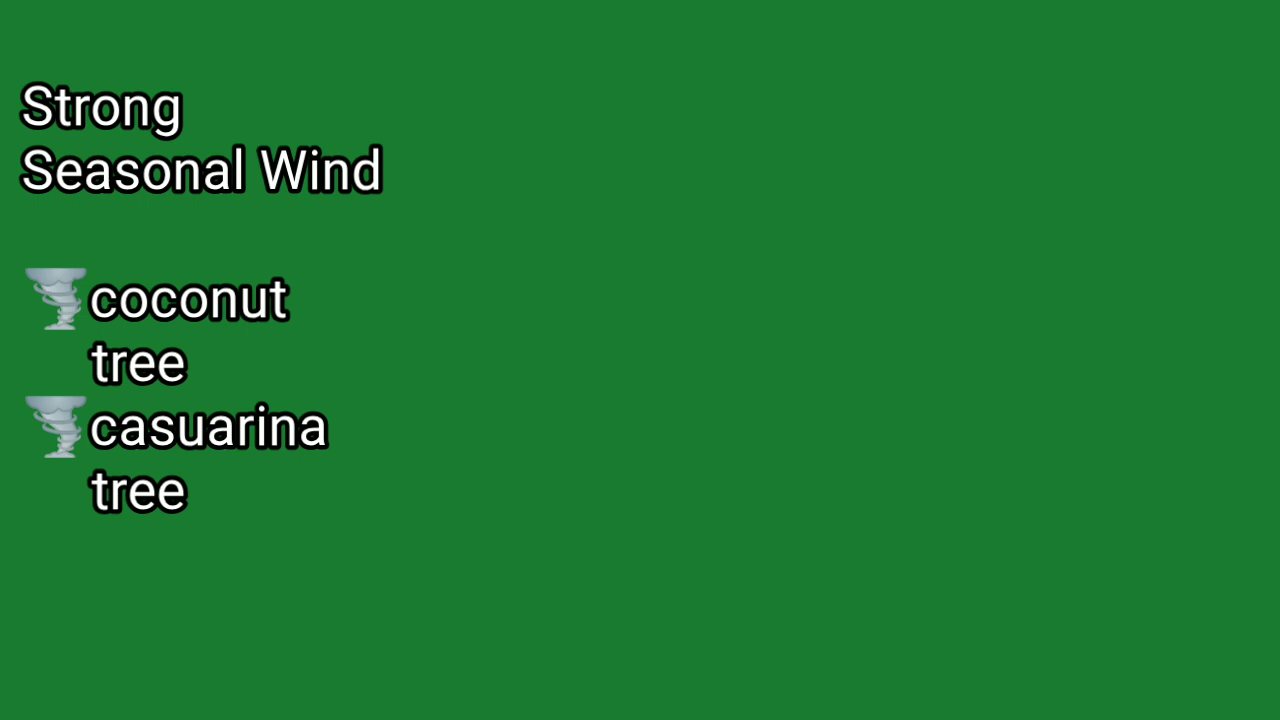 Strong
Seasonal Wind
🌪️coconut
tree
🌪️casuarina
tree